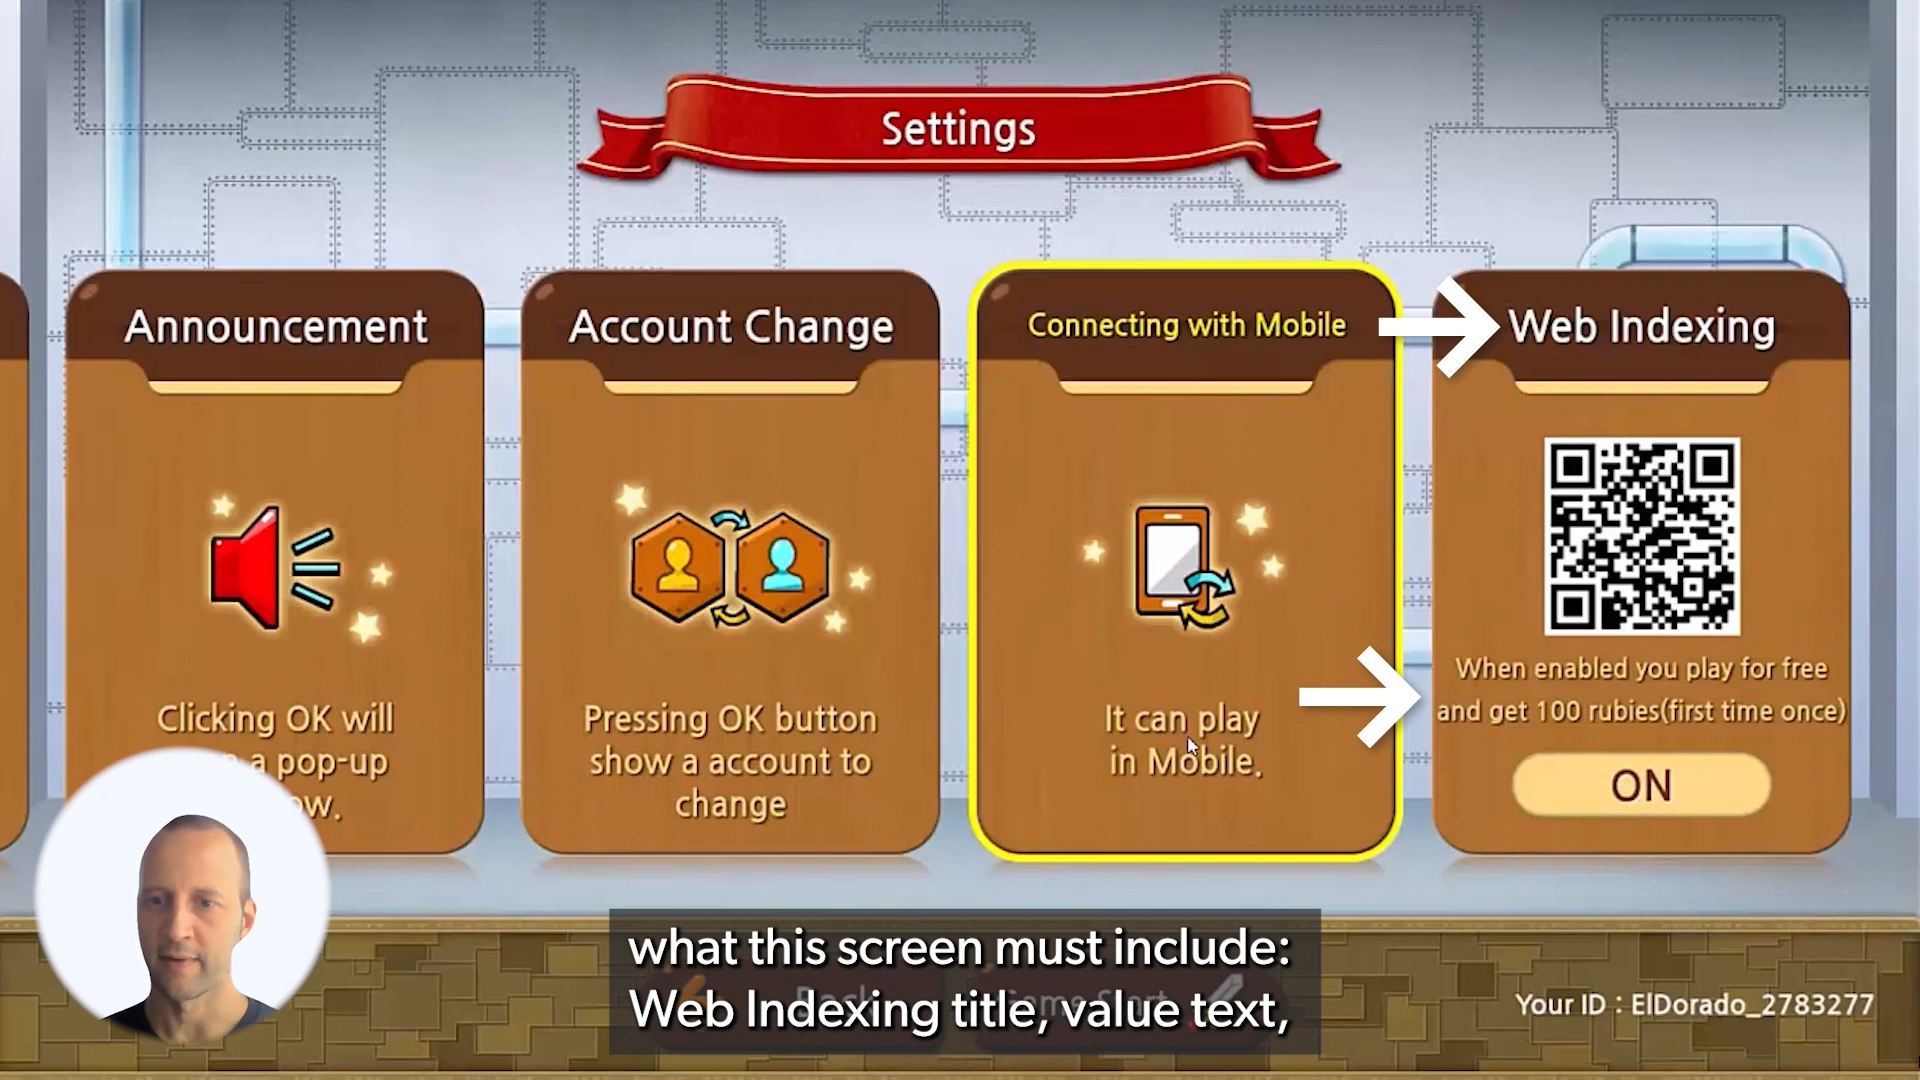 Settings
Announcement
Clicking OK will
a pop-up
ow.
Account Change
Pressing OK button
show a account to
change
Connecting with Mobile
It can play
in Mobile.
Web Indexing
When enabled you play for free
and get 100 rubies(first time once)
ON
what this screen must include:
Web Indexing title, value text,
Your ID : ElDorado_2783277